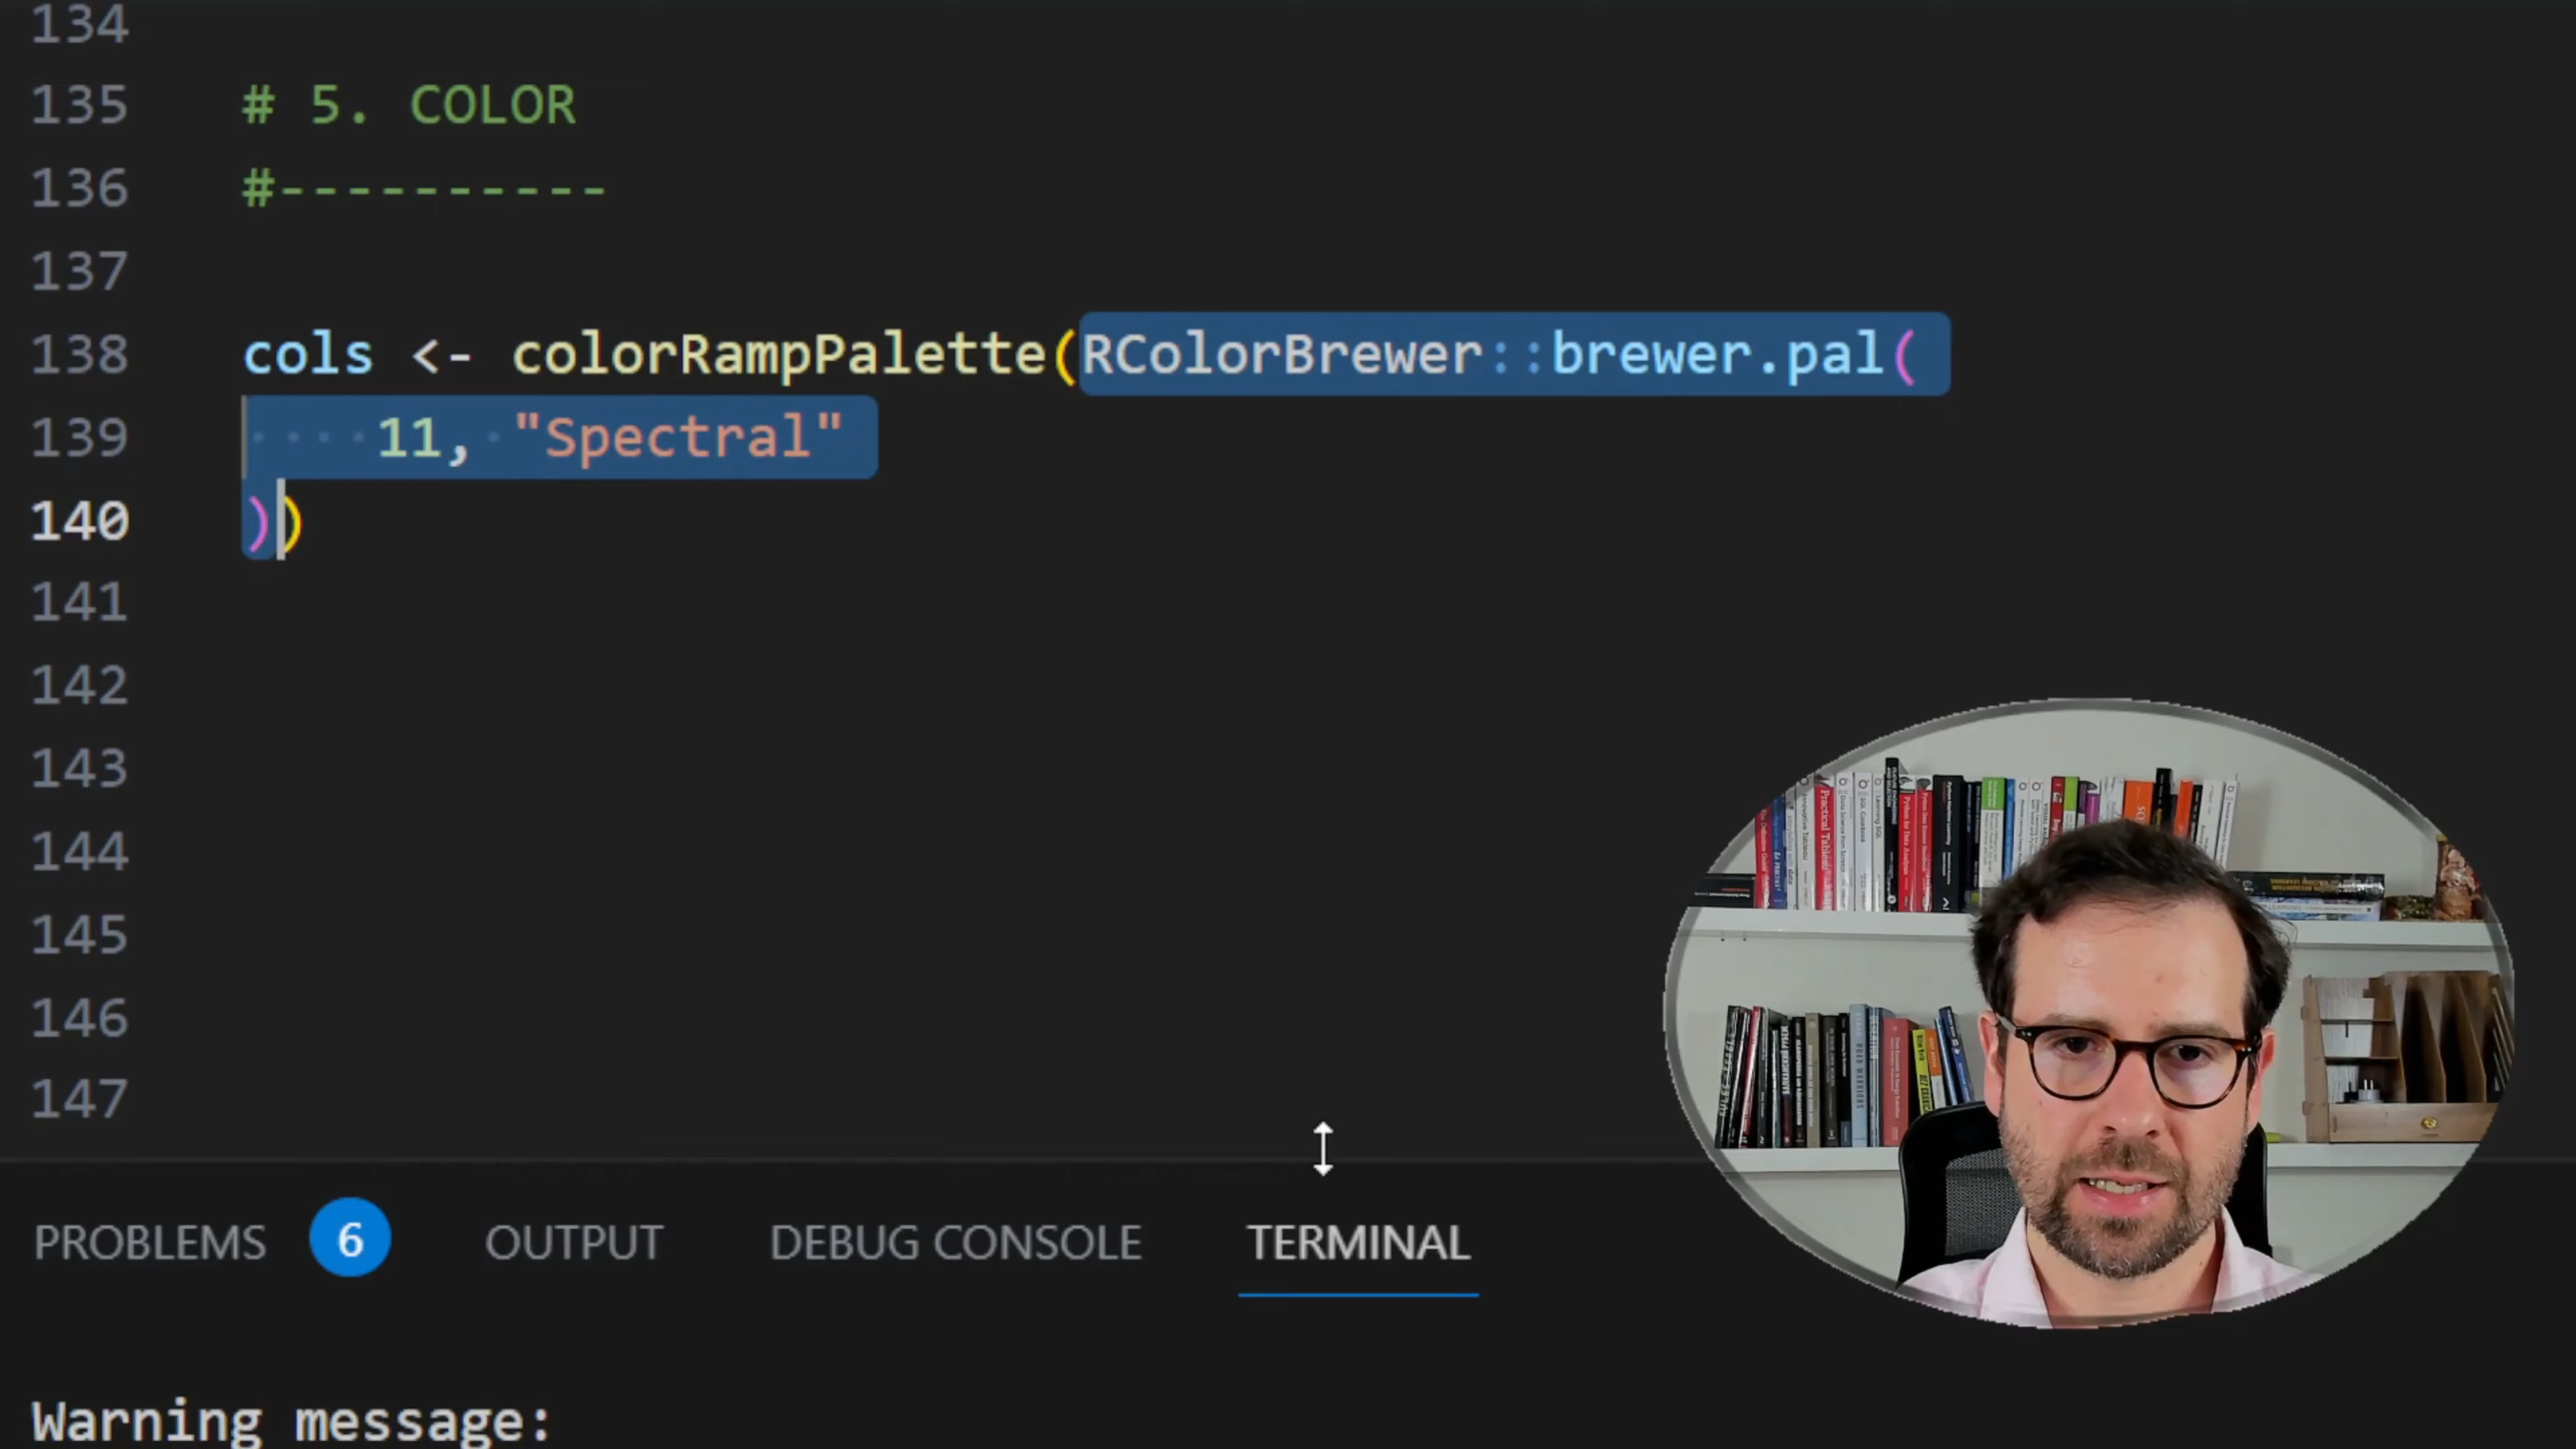 134
135 # 5. COLOR
136 #----------
137
138 cols <- colorRampPalette(RColorBrewer::brewer.pal(
139 11, "Spectral"
140 ))
141
142
143
144
145
146
147
PROBLEMS 6 OUTPUT DEBUG CONSOLE TERMINAL
Warning message: